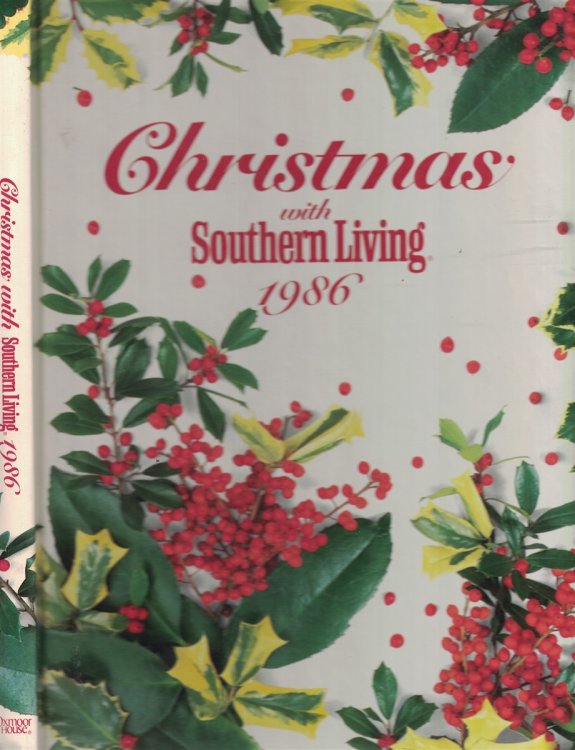 Christmas
with
Southern Living®
1986
Christmas with Southern Living® 1986
Oxmoor
House®